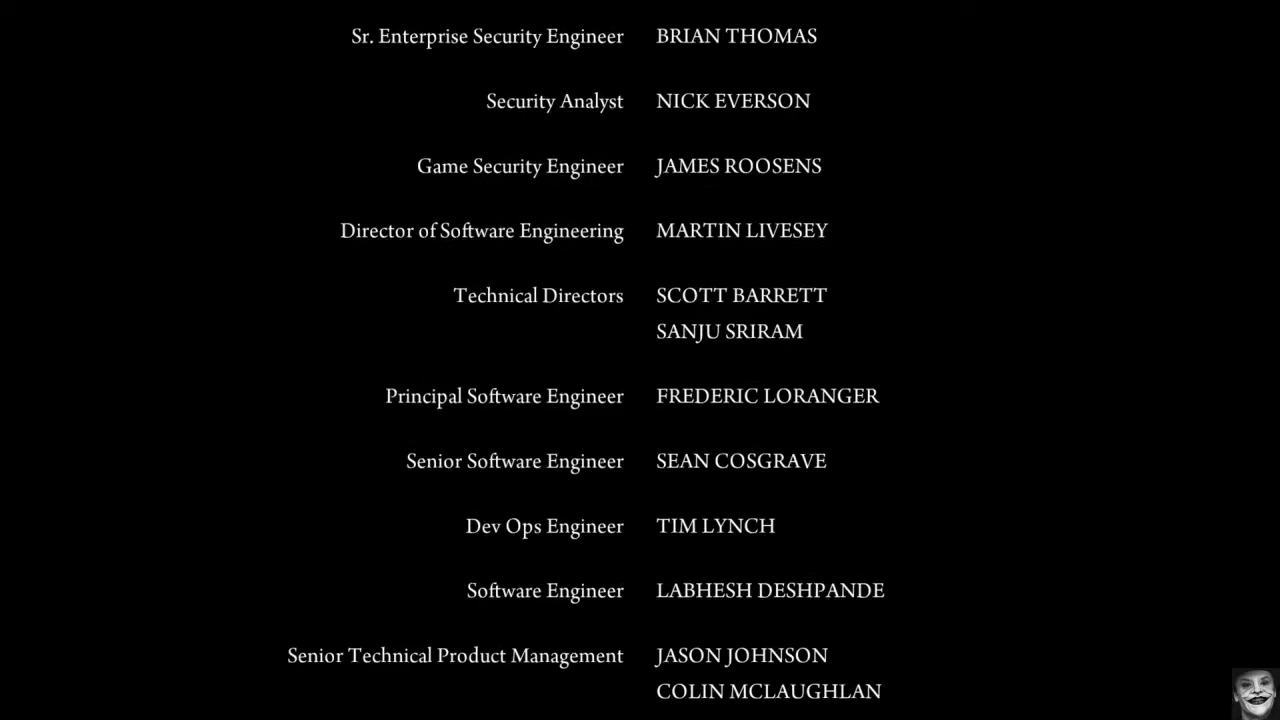 Sr. Enterprise Security Engineer BRIAN THOMAS
Security Analyst NICK EVERSON
Game Security Engineer JAMES ROOSENS
Director of Software Engineering MARTIN LIVESEY
Technical Directors SCOTT BARRETT
SANJU SRIRAM
Principal Software Engineer FREDERIC LORANGER
Senior Software Engineer SEAN COSGRAVE
Dev Ops Engineer TIM LYNCH
Software Engineer LABHESH DESHPANDE
Senior Technical Product Management JASON JOHNSON
COLIN MCLAUGHLAN